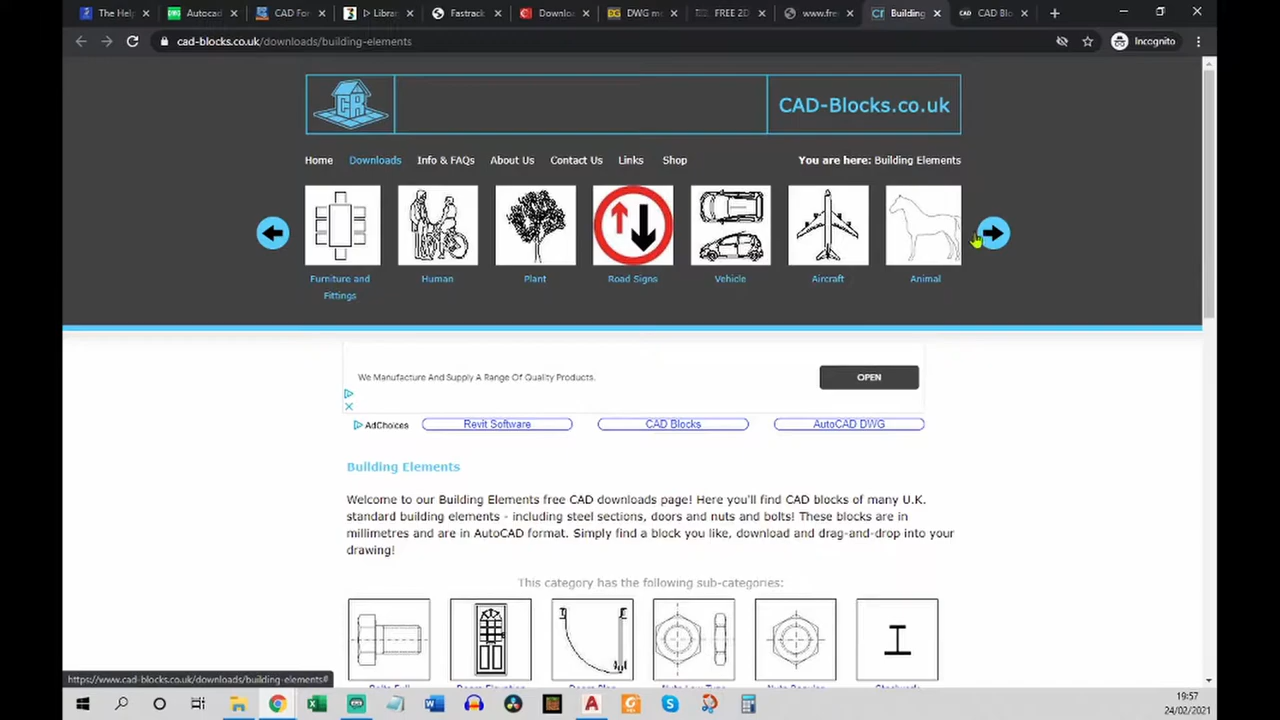 The Help
Autocad
CAD For
Librar
Fastrack
Downlo
DWG m
FREE 2D
www.fre
Building
CAD Blo
cad-blocks.co.uk/downloads/building-elements
Incognito
CR
CAD-Blocks.co.uk
Home Downloads Info & FAQs About Us Contact Us Links Shop You are here: Building Elements
Furniture and Fittings
Human
Plant
Road Signs
Vehicle
Aircraft
Animal
We Manufacture And Supply A Range Of Quality Products.
OPEN
AdChoices
Revit Software
CAD Blocks
AutoCAD DWG
Building Elements
Welcome to our Building Elements free CAD downloads page! Here you'll find CAD blocks of many U.K.
standard building elements - including steel sections, doors and nuts and bolts! These blocks are in
millimetres and are in AutoCAD format. Simply find a block you like, download and drag-and-drop into your
drawing!
This category has the following sub-categories:
https://www.cad-blocks.co.uk/downloads/building-elements#
19:57
24/02/2021